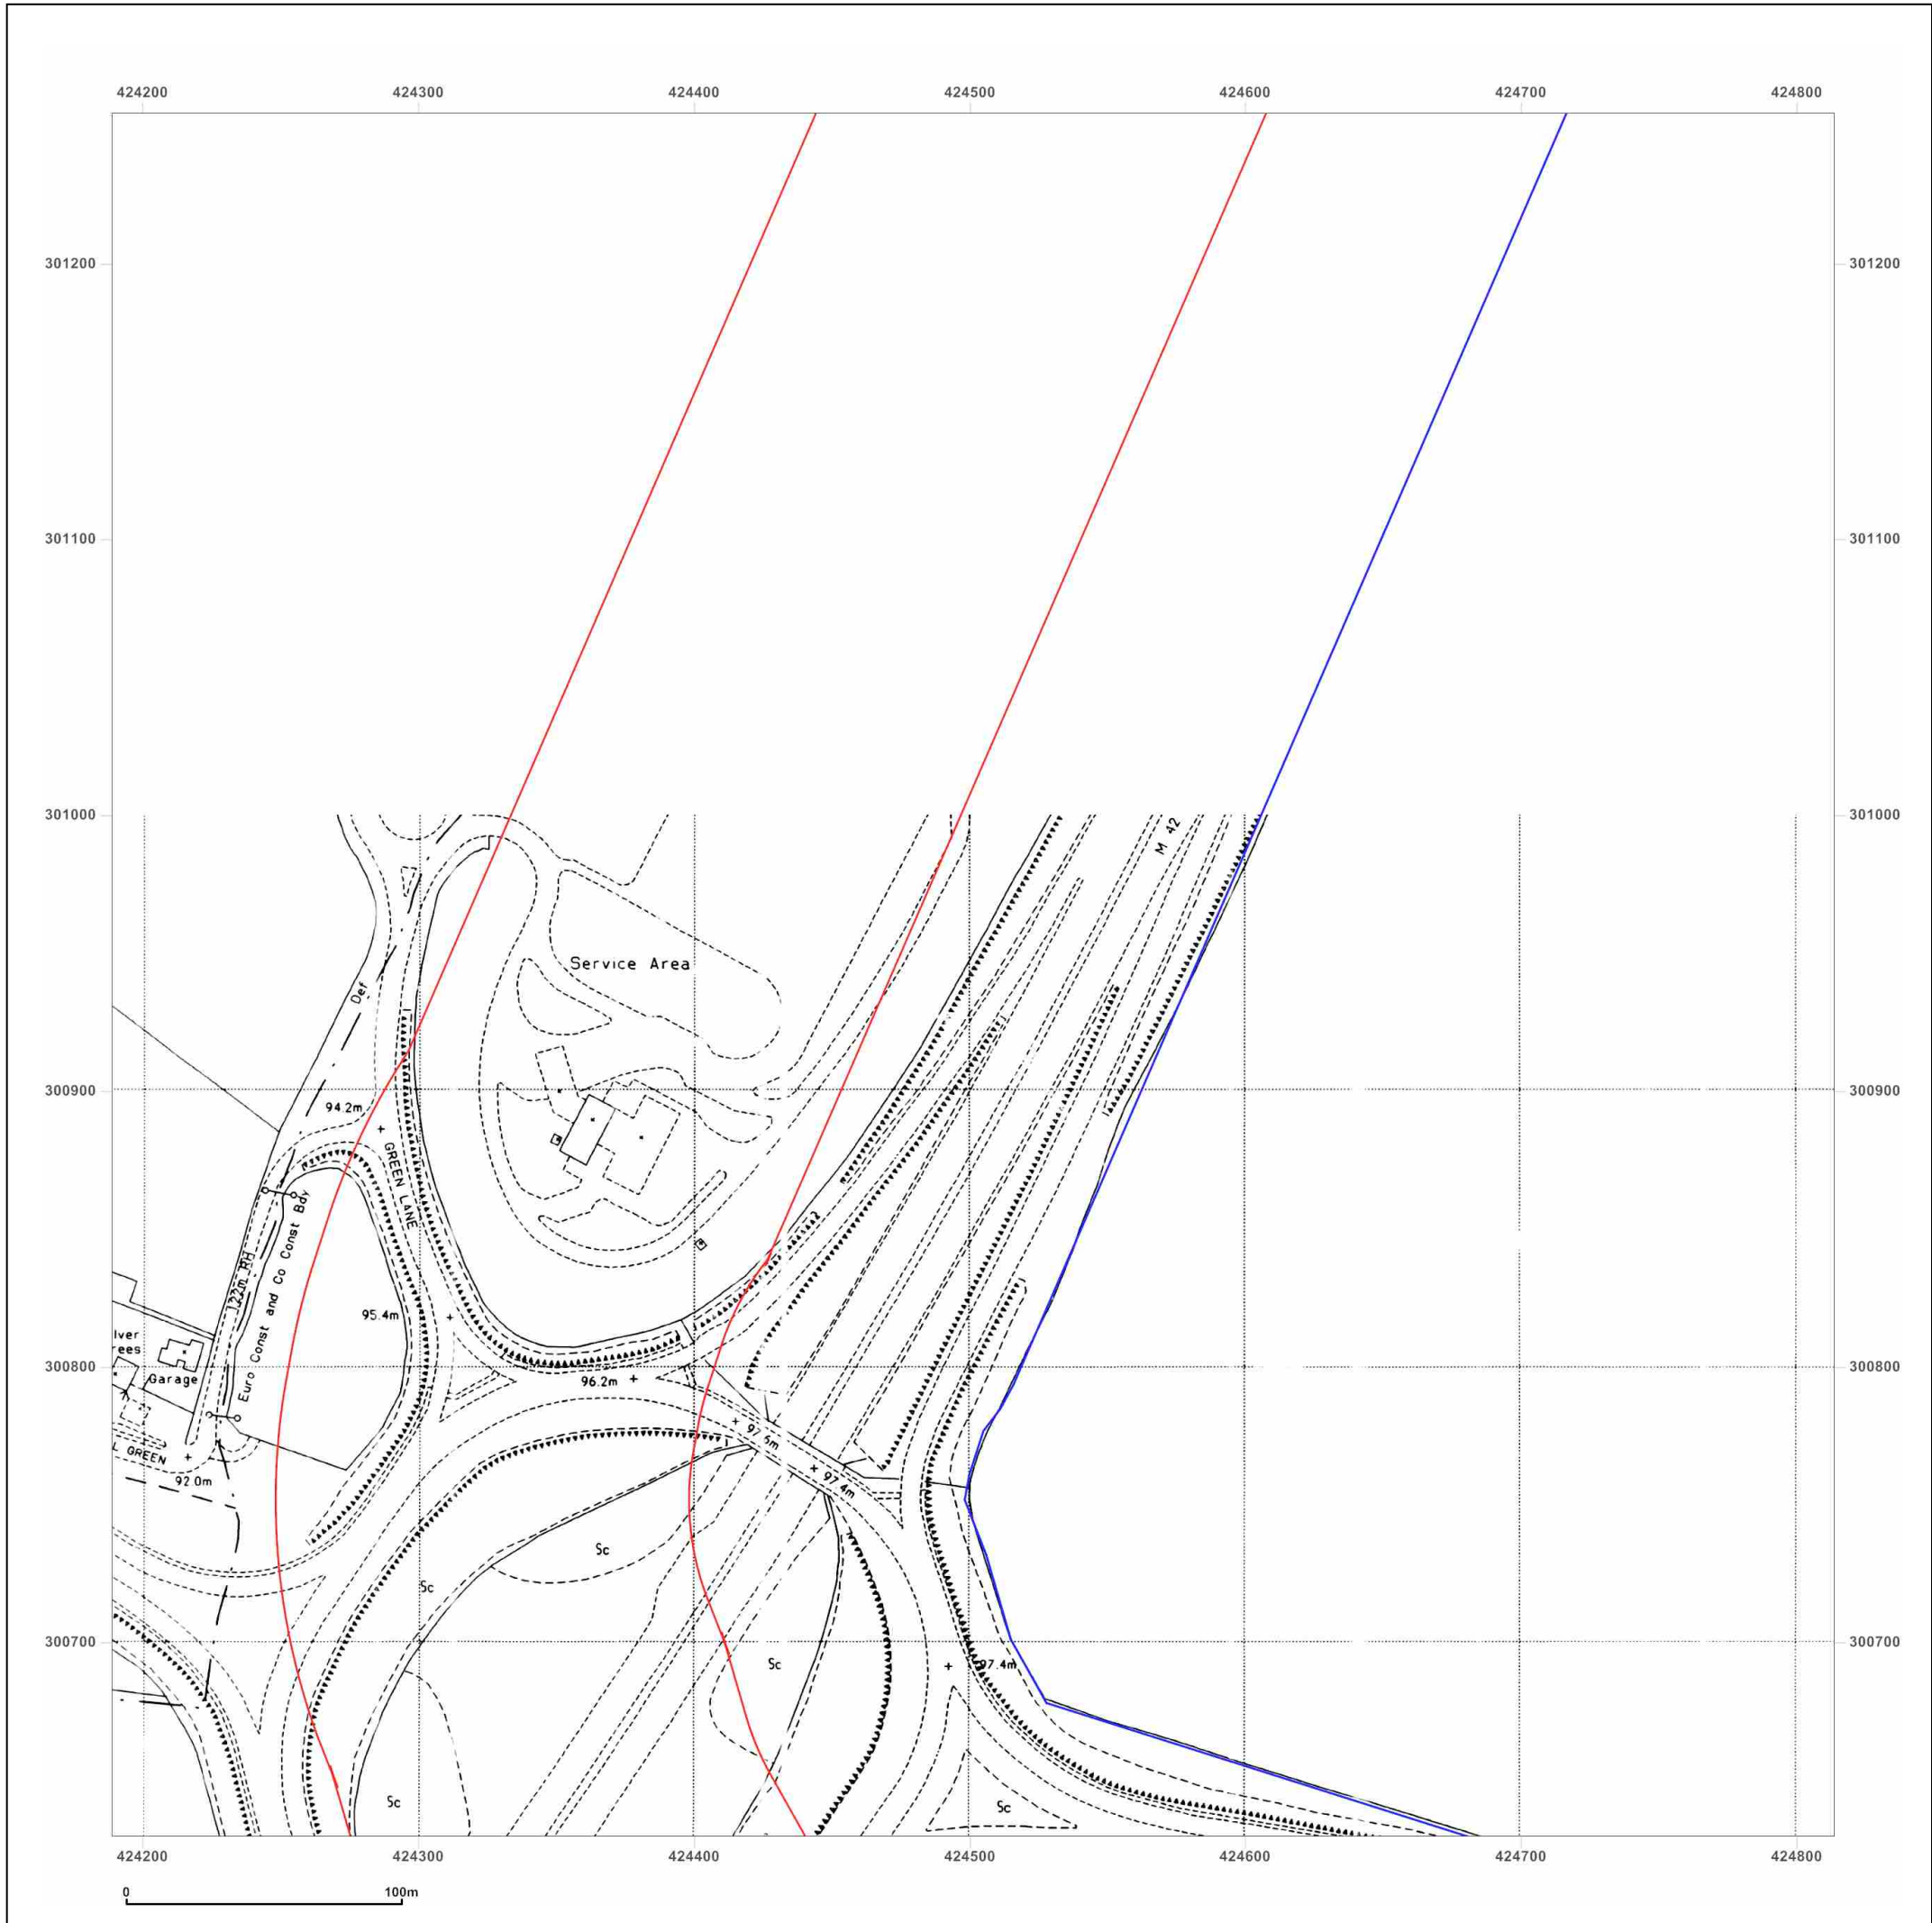 424200 424300 424400 424500 424600 424700 424800
301200 301200
301100 301100
301000 301000
M 42
Service Area
Def
300900 300900
94.2m
GREEN LANE
Euro Const and Co Const Bdy
1.22m RH
95.4m
lver
rees
Garage
300800 300800
96.2m
97.5m
97.4m
L GREEN
92.0m
Sc
Sc
300700 300700
Sc
97.4m
Sc
Sc
424200 424300 424400 424500 424600 424700 424800
0 100m